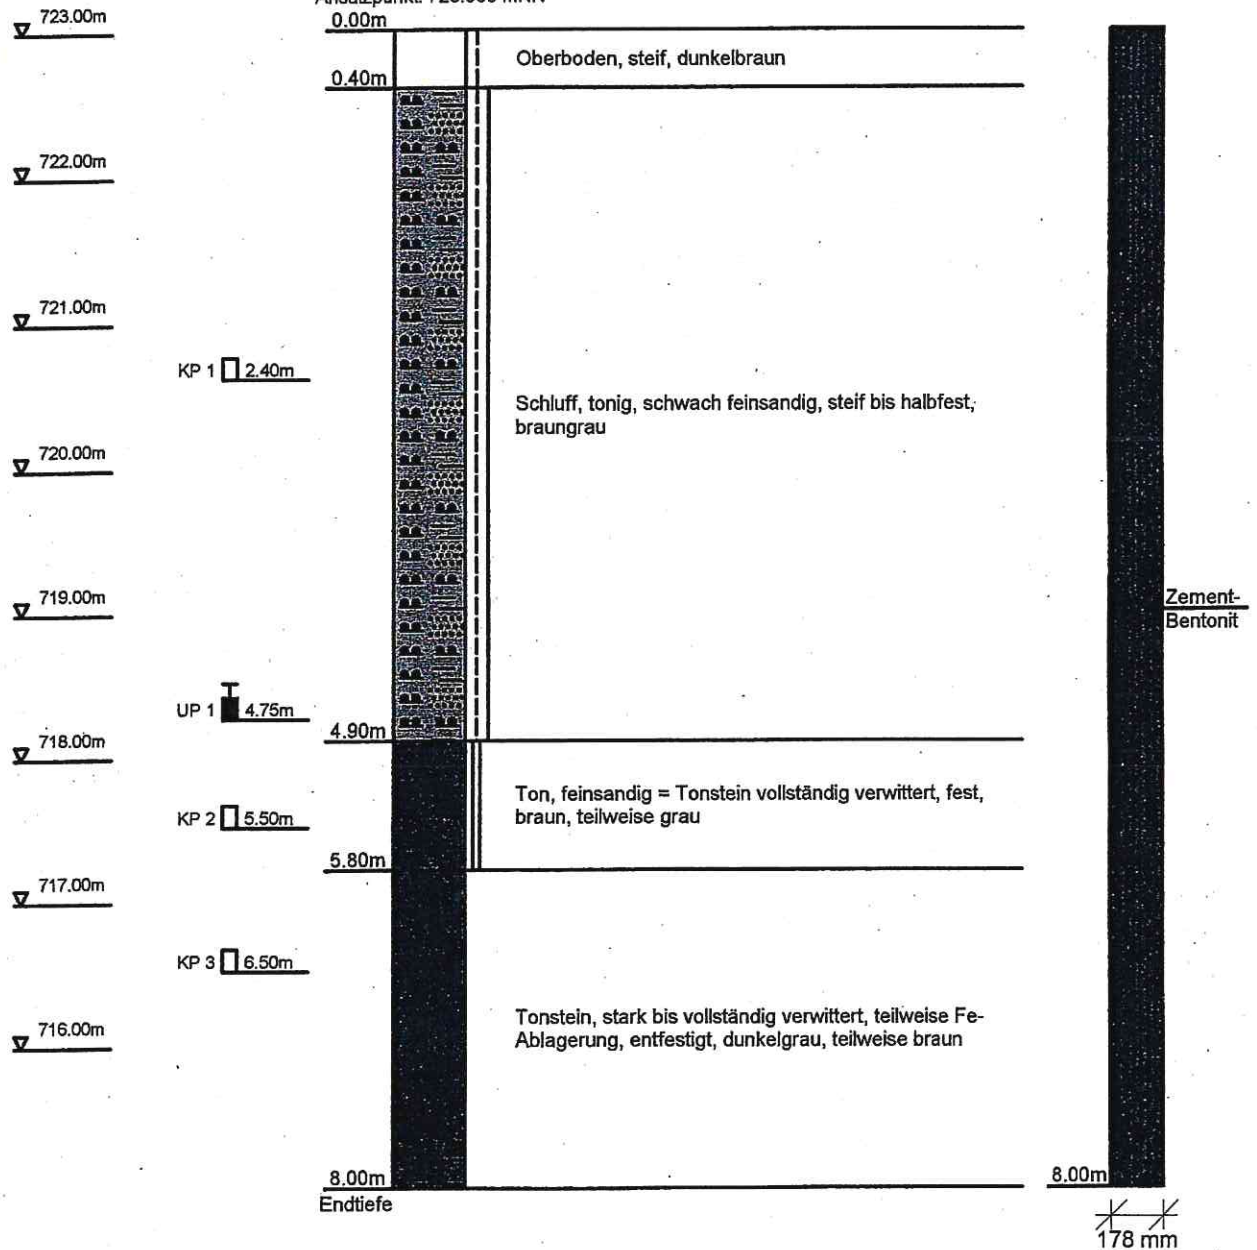 723.00m
0.00m
Oberboden, steif, dunkelbraun
0.40m
722.00m
721.00m
KP 1 2.40m
Schluff, tonig, schwach feinsandig, steif bis halbfest,
braungrau
720.00m
719.00m
Zement-
Bentonit
UP 1 4.75m
4.90m
718.00m
Ton, feinsandig = Tonstein vollständig verwittert, fest,
braun, teilweise grau
KP 2 5.50m
5.80m
717.00m
KP 3 6.50m
Tonstein, stark bis vollständig verwittert, teilweise Fe-
Ablagerung, entfestigt, dunkelgrau, teilweise braun
716.00m
8.00m
Endtiefe
8.00m
178 mm